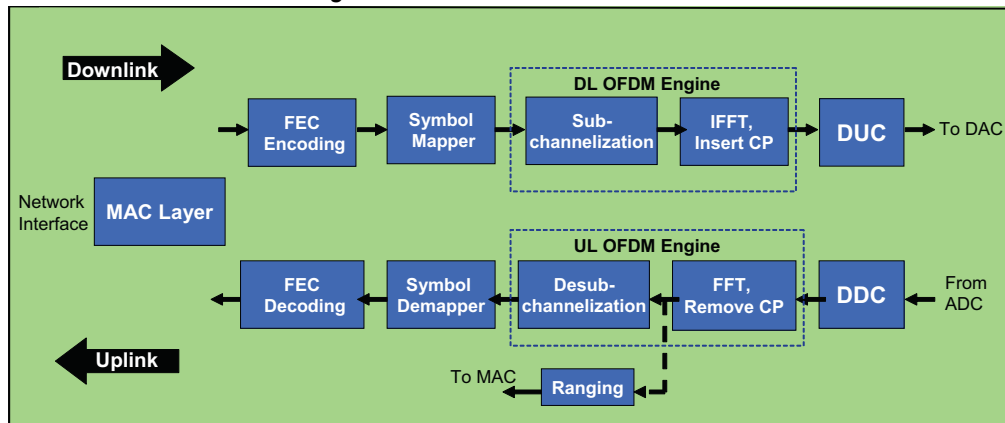 Downlink
DL OFDM Engine
FEC
Encoding
Symbol
Mapper
Sub-
channelization
IFFT,
Insert CP
DUC
To DAC
Network
Interface
MAC Layer
UL OFDM Engine
FEC
Decoding
Symbol
Demapper
Desub-
channelization
FFT,
Remove CP
DDC
From
ADC
Uplink
To MAC
Ranging